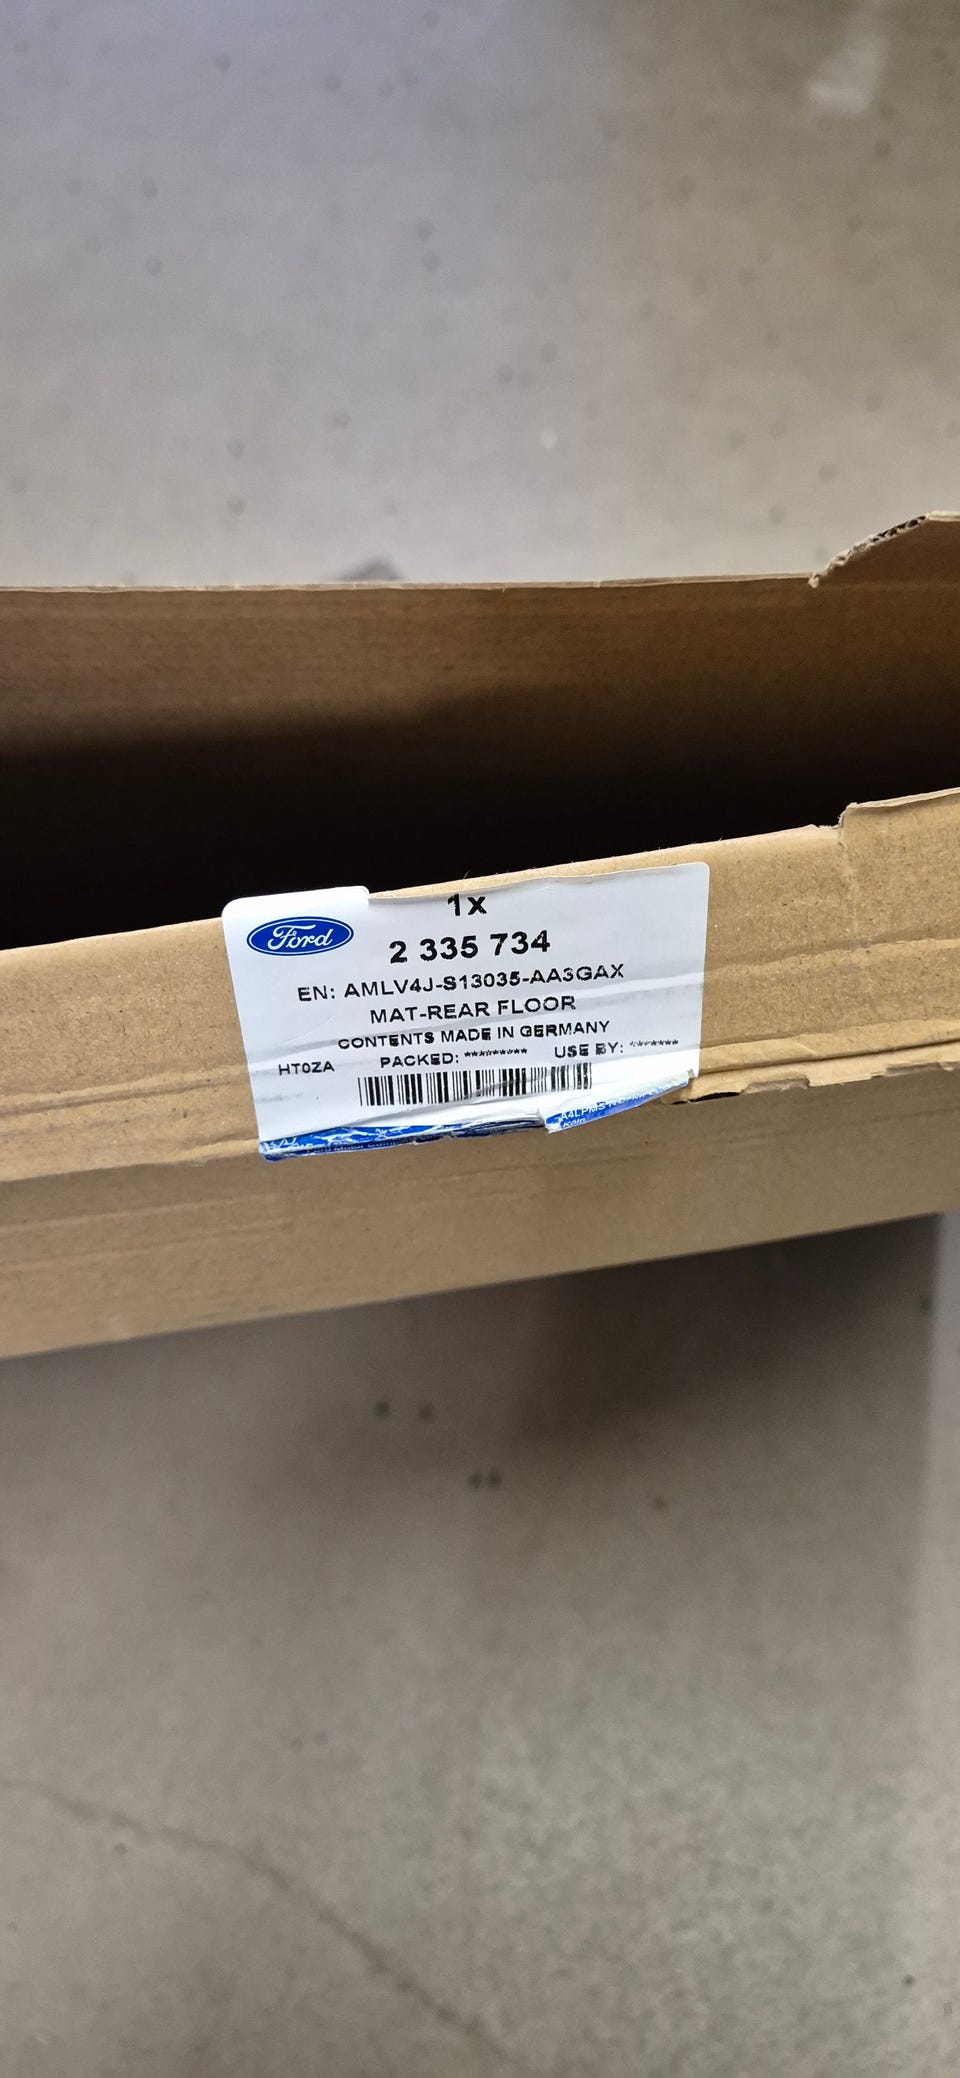 1x
Ford
2 335 734
EN: AMLV4J-S13035-AA3GAX
MAT-REAR FLOOR
CONTENTS MADE IN GERMANY
HT0ZA PACKED: ********* USE BY: *******